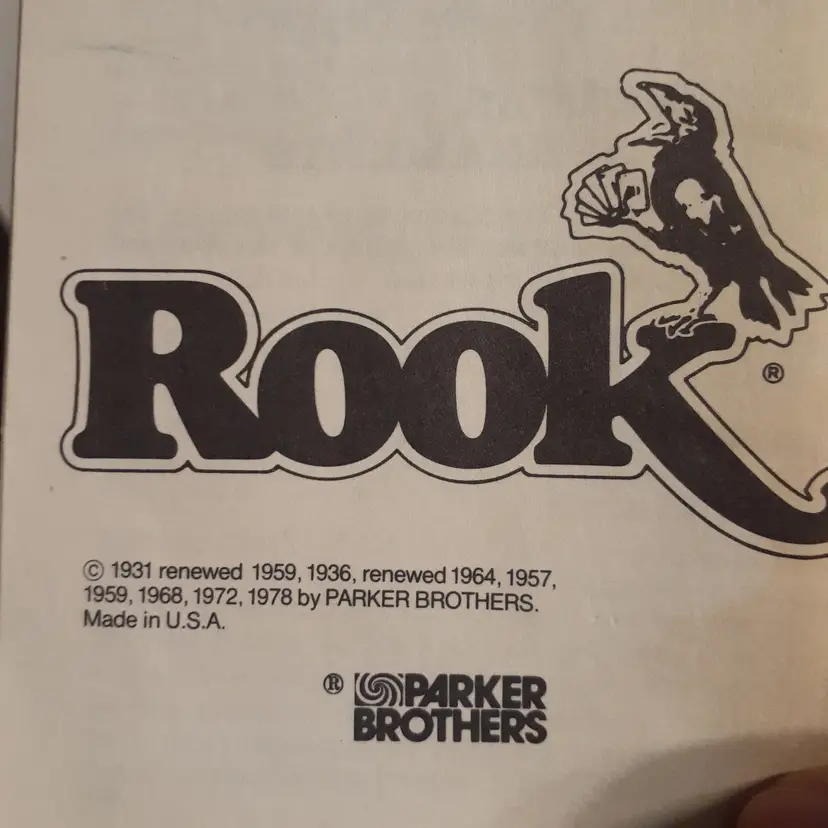 Rook
®
© 1931 renewed 1959, 1936, renewed 1964, 1957,
1959, 1968, 1972, 1978 by PARKER BROTHERS.
Made in U.S.A.
® PARKER
BROTHERS